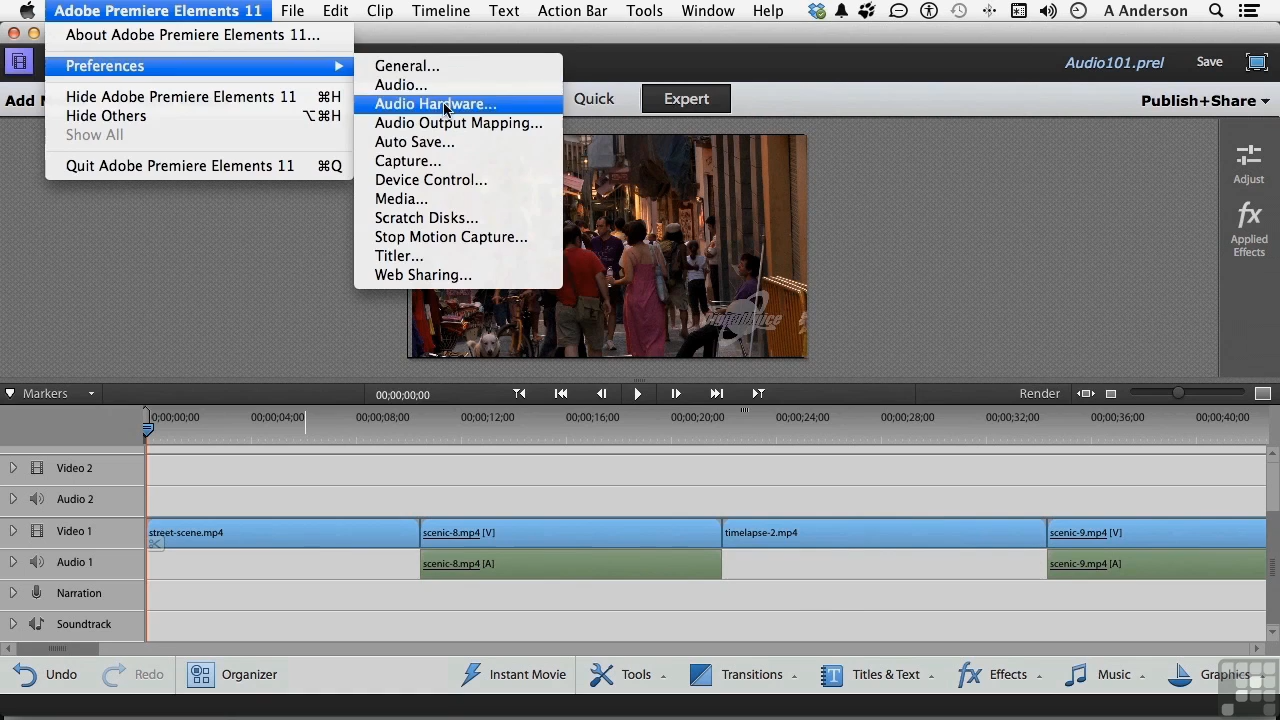 Adobe Premiere Elements 11 File Edit Clip Timeline Text Action Bar Tools Window Help A Anderson
About Adobe Premiere Elements 11...
Preferences
Hide Adobe Premiere Elements 11 ⌘H
Hide Others ⌥⌘H
Show All
Quit Adobe Premiere Elements 11 ⌘Q
General...
Audio...
Audio Hardware...
Audio Output Mapping...
Auto Save...
Capture...
Device Control...
Media...
Scratch Disks...
Stop Motion Capture...
Titler...
Web Sharing...
Audio101.prel Save
Add
Quick Expert Publish+Share
Adjust
fx
Applied
Effects
Digital Juice
Markers 00;00;00;00 Render
0;00;00;00 00;00;04;00 00;00;08;00 00;00;12;00 00;00;16;00 00;00;20;00 00;00;24;00 00;00;28;00 00;00;32;00 00;00;36;00 00;00;40;00
Video 2
Audio 2
Video 1 street-scene.mp4 scenic-8.mp4 [V] timelapse-2.mp4 scenic-9.mp4 [V]
Audio 1 scenic-8.mp4 [A] scenic-9.mp4 [A]
Narration
Soundtrack
Undo Redo Organizer Instant Movie Tools Transitions T Titles & Text fx Effects Music Graphics